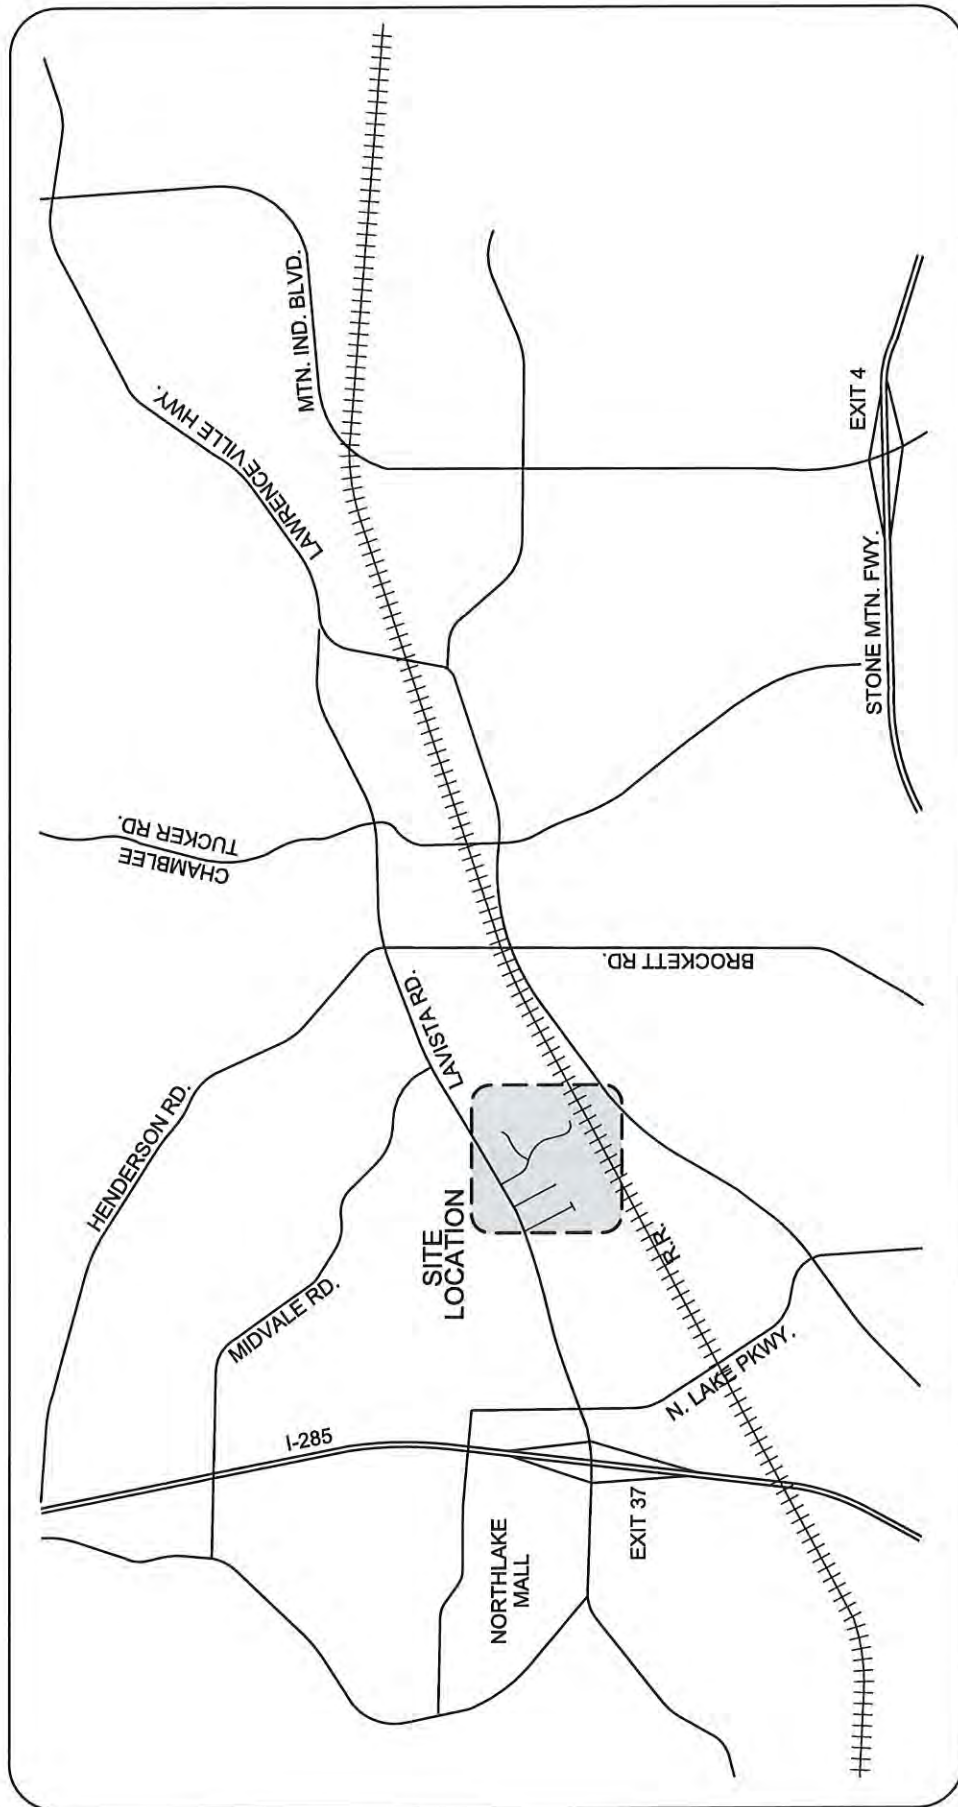 LAWRENCEVILLE HWY.
MTN. IND. BLVD.
EXIT 4
STONE MTN. FWY.
CHAMBLEE
TUCKER RD.
BROCKETT RD.
LAVISTA RD.
HENDERSON RD.
MIDVALE RD.
SITE
LOCATION
R.R.
N. LAKE PKWY.
I-285
EXIT 37
NORTHLAKE
MALL